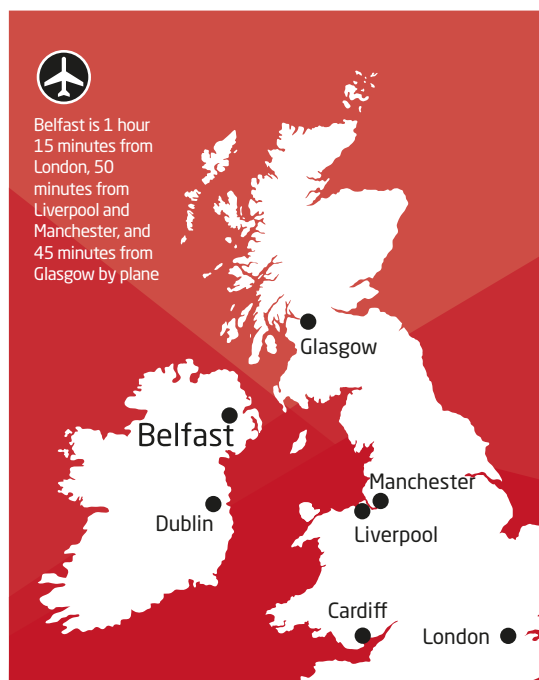 Belfast is 1 hour
15 minutes from
London, 50
minutes from
Liverpool and
Manchester, and
45 minutes from
Glasgow by plane
Glasgow
Belfast
Manchester
Dublin
Liverpool
Cardiff
London